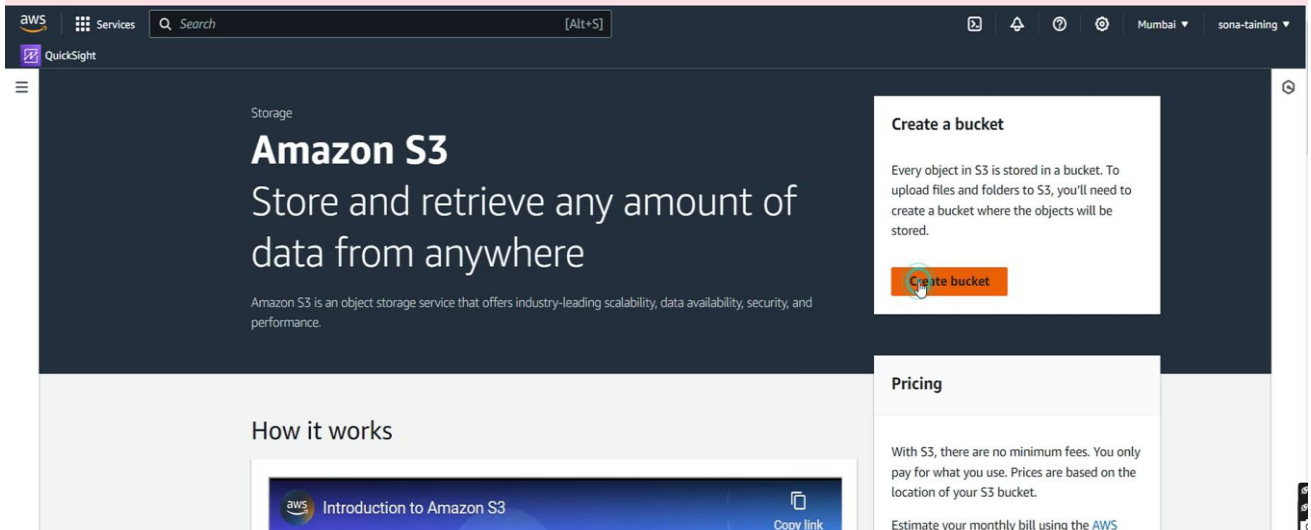 aws
Services
Search
[Alt+S]
Mumbai ▼
sona-taining ▼
QuickSight
Storage
Amazon S3
Store and retrieve any amount of
data from anywhere
Amazon S3 is an object storage service that offers industry-leading scalability, data availability, security, and
performance.
Create a bucket
Every object in S3 is stored in a bucket. To
upload files and folders to S3, you'll need to
create a bucket where the objects will be
stored.
Create bucket
Pricing
With S3, there are no minimum fees. You only
pay for what you use. Prices are based on the
location of your S3 bucket.
Estimate your monthly bill using the AWS
How it works
aws
Introduction to Amazon S3
Copy link